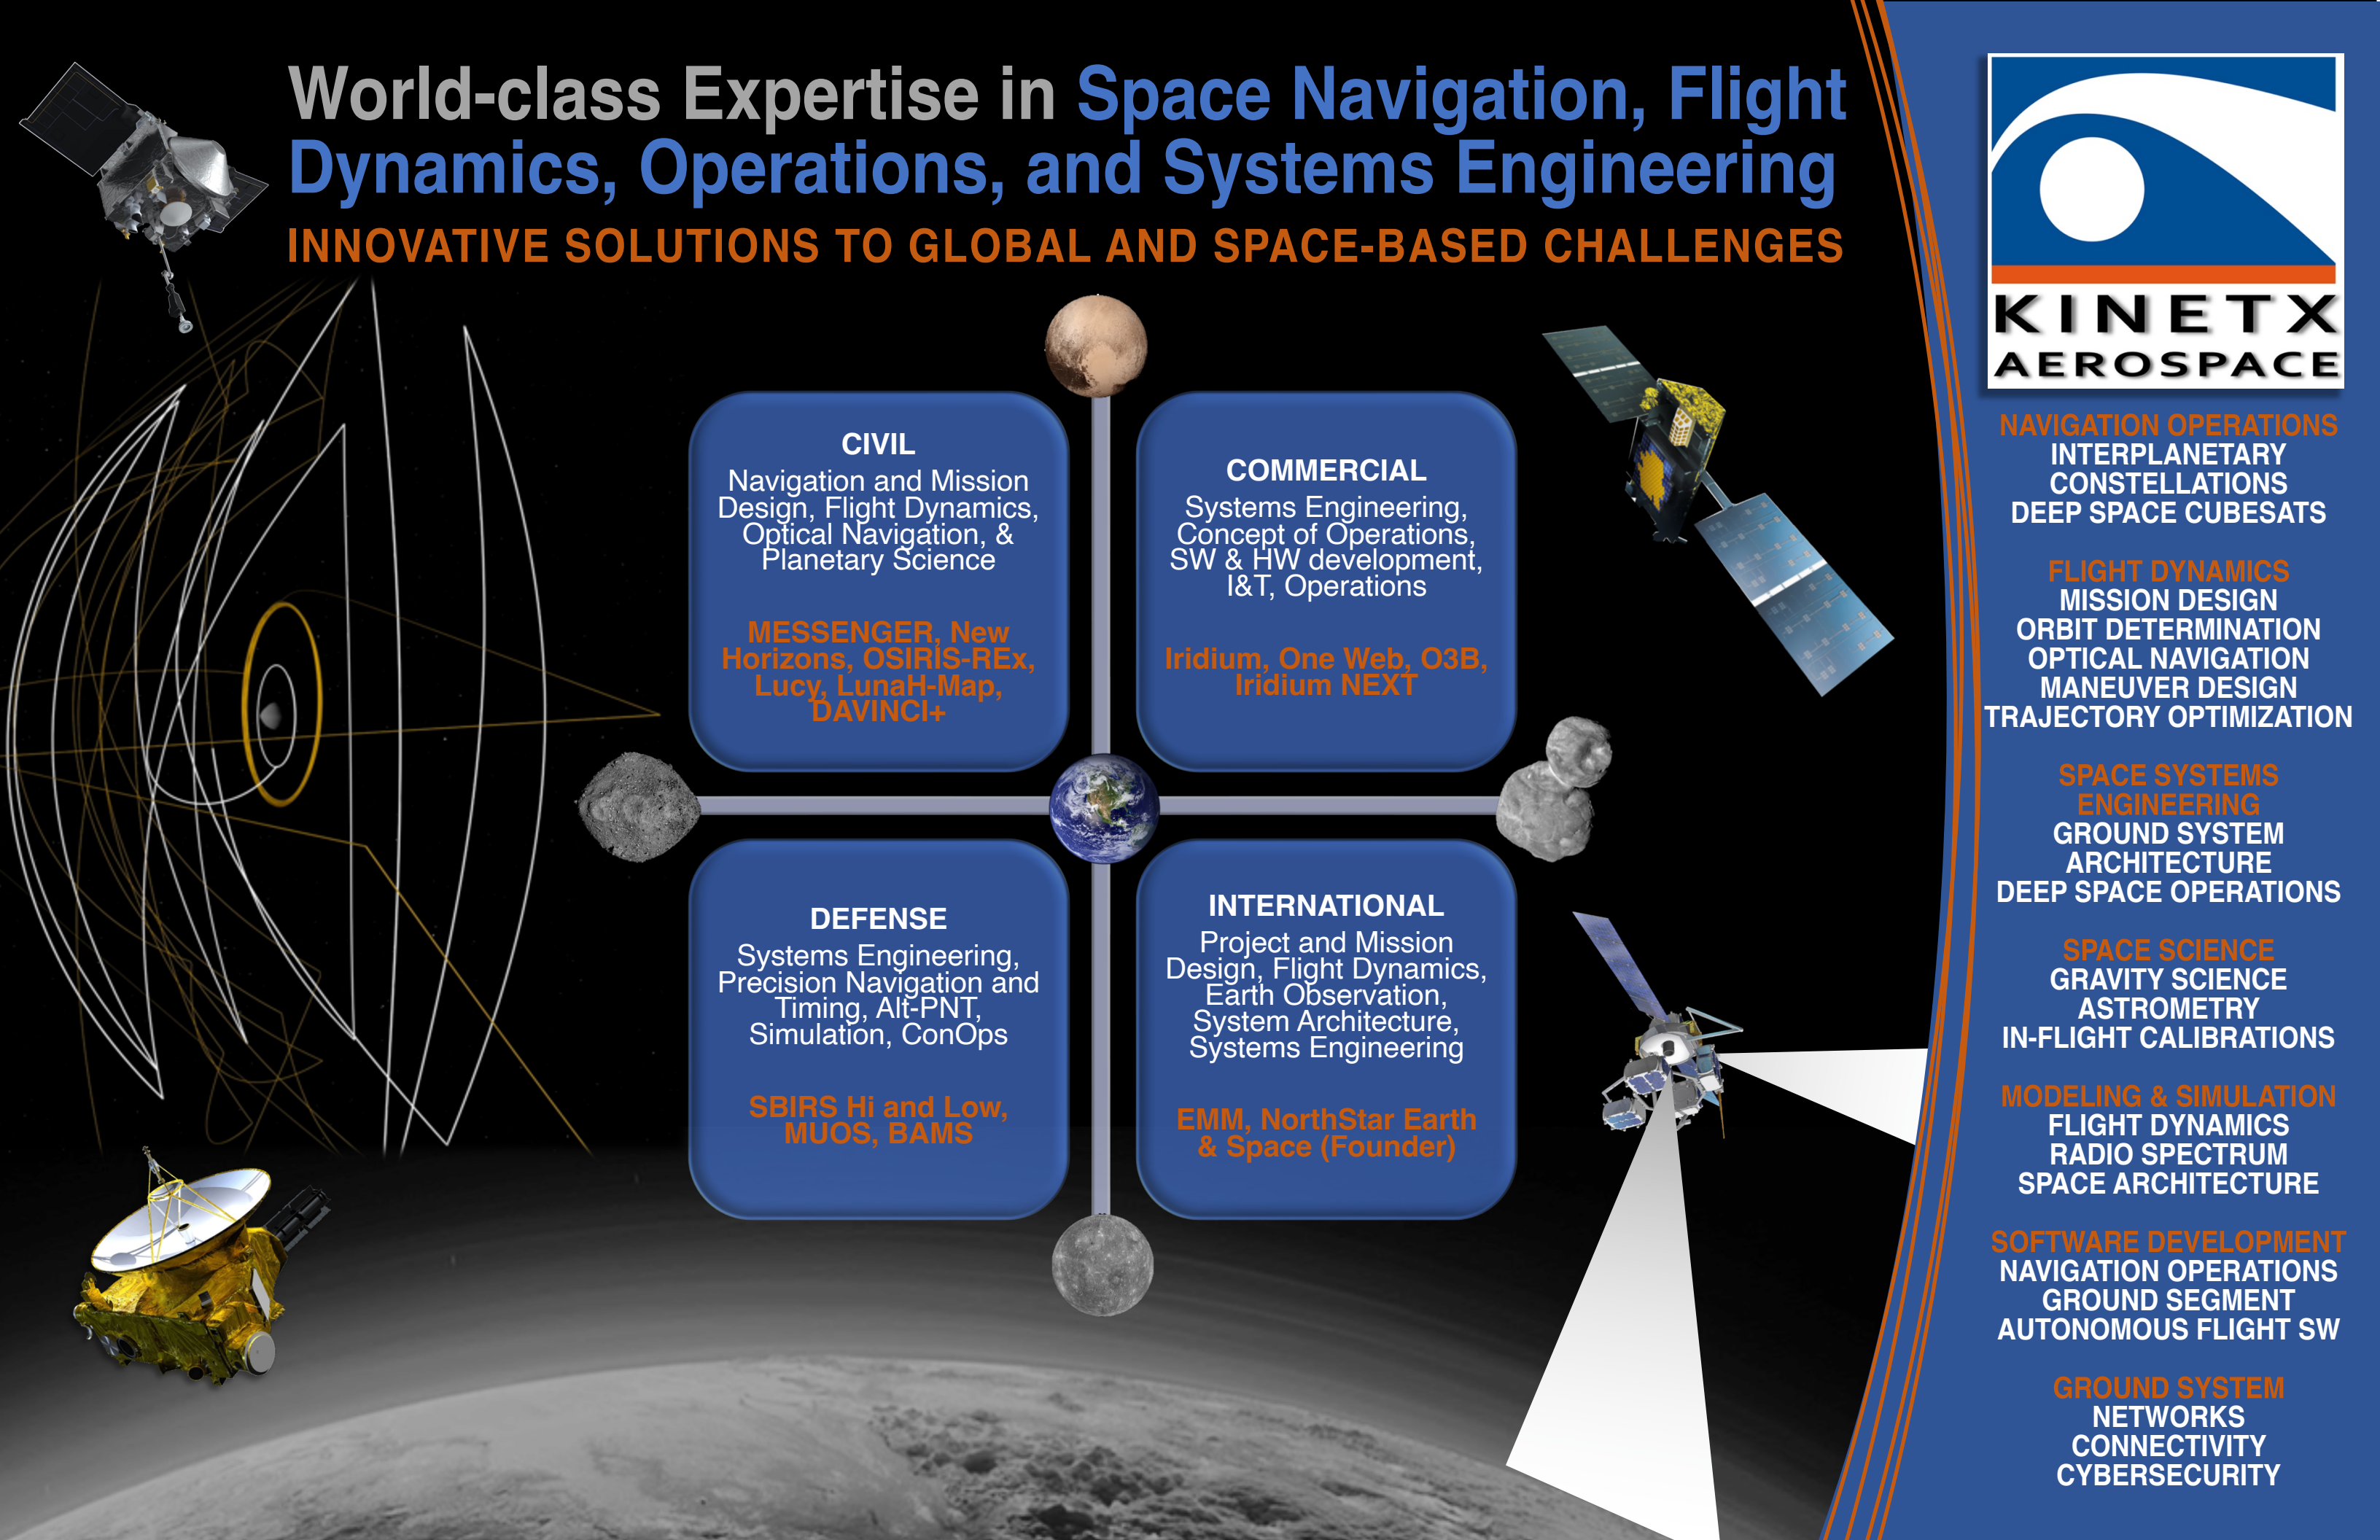 World-class Expertise in Space Navigation, Flight
Dynamics, Operations, and Systems Engineering
INNOVATIVE SOLUTIONS TO GLOBAL AND SPACE-BASED CHALLENGES
CIVIL
Navigation and Mission
Design, Flight Dynamics,
Optical Navigation, &
Planetary Science
MESSENGER, New
Horizons, OSIRIS-REx,
Lucy, LunaH-Map,
DAVINCI+
COMMERCIAL
Systems Engineering,
Concept of Operations,
SW & HW development,
I&T, Operations
Iridium, One Web, O3B,
Iridium NEXT
DEFENSE
Systems Engineering,
Precision Navigation and
Timing, Alt-PNT,
Simulation, ConOps
SBIRS Hi and Low,
MUOS, BAMS
INTERNATIONAL
Project and Mission
Design, Flight Dynamics,
Earth Observation,
System Architecture,
Systems Engineering
EMM, NorthStar Earth
& Space (Founder)
KINETX
AEROSPACE
NAVIGATION OPERATIONS
INTERPLANETARY
CONSTELLATIONS
DEEP SPACE CUBESATS
FLIGHT DYNAMICS
MISSION DESIGN
ORBIT DETERMINATION
OPTICAL NAVIGATION
MANEUVER DESIGN
TRAJECTORY OPTIMIZATION
SPACE SYSTEMS
ENGINEERING
GROUND SYSTEM
ARCHITECTURE
DEEP SPACE OPERATIONS
SPACE SCIENCE
GRAVITY SCIENCE
ASTROMETRY
IN-FLIGHT CALIBRATIONS
MODELING & SIMULATION
FLIGHT DYNAMICS
RADIO SPECTRUM
SPACE ARCHITECTURE
SOFTWARE DEVELOPMENT
NAVIGATION OPERATIONS
GROUND SEGMENT
AUTONOMOUS FLIGHT SW
GROUND SYSTEM
NETWORKS
CONNECTIVITY
CYBERSECURITY